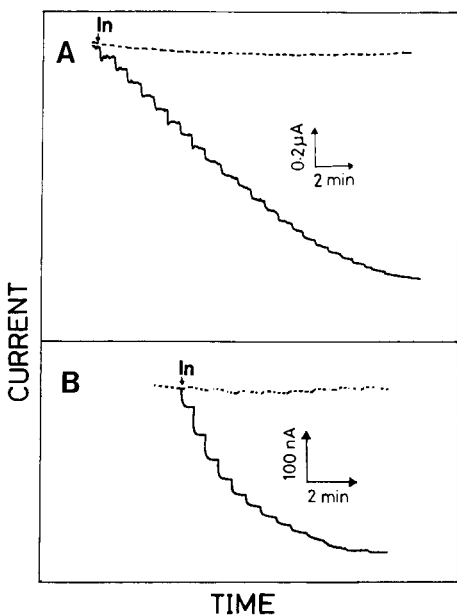 In
A
0.2μA
2 min
CURRENT
In
B
100 nA
2 min
TIME